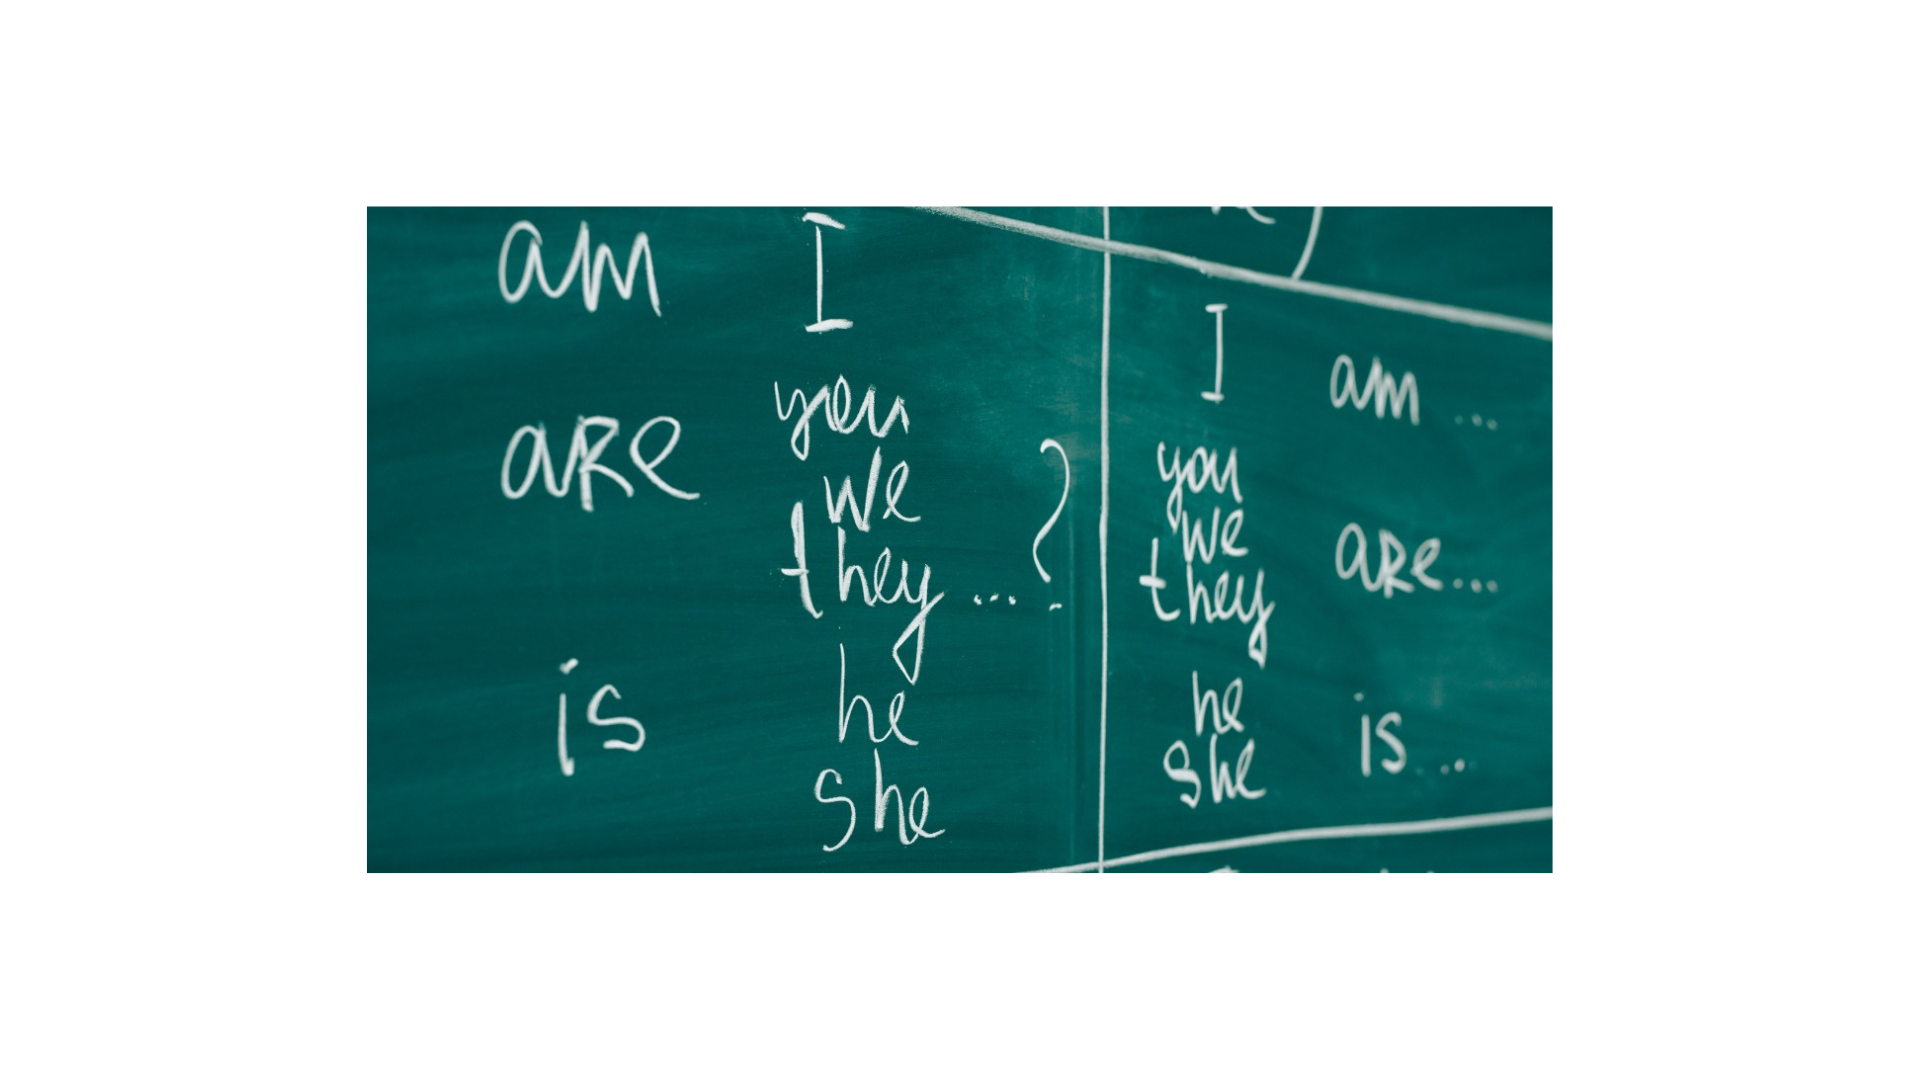 am I
you
are we
they ... ?
is he
she
I am ...
you
we
they are...
he
she is ...